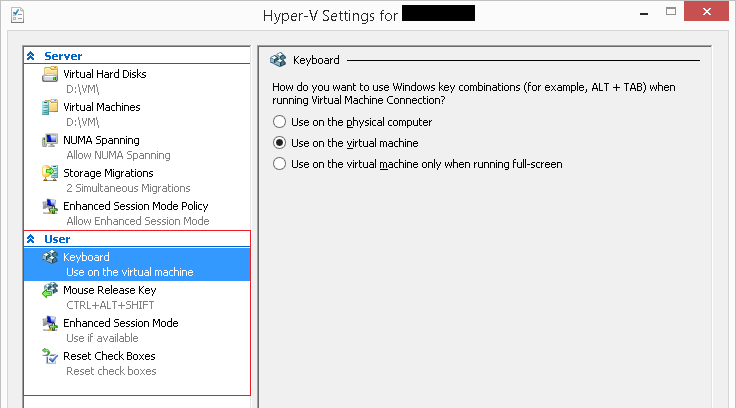 Hyper-V Settings for
Server
Virtual Hard Disks
D:\VM\
Virtual Machines
D:\VM\
NUMA Spanning
Allow NUMA Spanning
Storage Migrations
2 Simultaneous Migrations
Enhanced Session Mode Policy
Allow Enhanced Session Mode
User
Keyboard
Use on the virtual machine
Mouse Release Key
CTRL+ALT+SHIFT
Enhanced Session Mode
Use if available
Reset Check Boxes
Reset check boxes
Keyboard
How do you want to use Windows key combinations (for example, ALT + TAB) when
running Virtual Machine Connection?
Use on the physical computer
Use on the virtual machine
Use on the virtual machine only when running full-screen